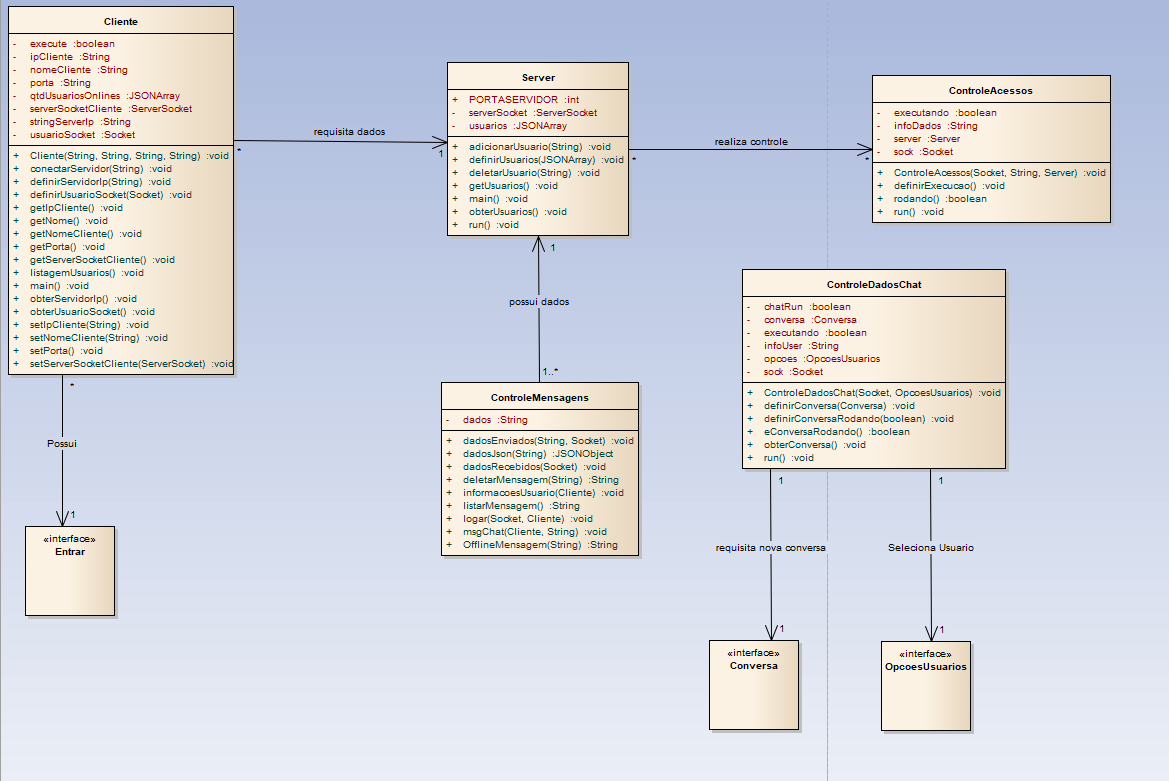 Cliente
- execute :boolean
- ipCliente :String
- nomeCliente :String
- porta :String
- qtdUsuariosOnlines :JSONArray
- serverSocketCliente :ServerSocket
- stringServerIp :String
- usuarioSocket :Socket
+ Cliente(String, String, String, String) :void
+ conectarServidor(String) :void
+ definirServidorIp(String) :void
+ definirUsuarioSocket(Socket) :void
+ getIpCliente() :void
+ getNome() :void
+ getNomeCliente() :void
+ getPorta() :void
+ getServerSocketCliente() :void
+ listagemUsuarios() :void
+ main() :void
+ obterServidorIp() :void
+ obterUsuarioSocket() :void
+ setIpCliente(String) :void
+ setNomeCliente(String) :void
+ setPorta() :void
+ setServerSocketCliente(ServerSocket) :void
*
requisita dados
1
Server
+ PORTASERVIDOR :int
- serverSocket :ServerSocket
- usuarios :JSONArray
+ adicionarUsuario(String) :void
+ definirUsuarios(JSONArray) :void
+ deletarUsuario(String) :void
+ getUsuarios() :void
+ main() :void
+ obterUsuarios() :void
+ run() :void
*
realiza controle
*
ControleAcessos
- executando :boolean
- infoDados :String
- server :Server
- sock :Socket
+ ControleAcessos(Socket, String, Server) :void
+ definirExecucao() :void
+ rodando() :boolean
+ run() :void
1
possui dados
1..*
ControleMensagens
- dados :String
+ dadosEnviados(String, Socket) :void
+ dadosJson(String) :JSONObject
+ dadosRecebidos(Socket) :void
+ deletarMensagem(String) :String
+ informacoesUsuario(Cliente) :void
+ listarMensagem() :String
+ logar(Socket, Cliente) :void
+ msgChat(Cliente, String) :void
+ OfflineMensagem(String) :String
ControleDadosChat
- chatRun :boolean
- conversa :Conversa
- executando :boolean
- infoUser :String
- opcoes :OpcoesUsuarios
- sock :Socket
+ ControleDadosChat(Socket, OpcoesUsuarios) :void
+ definirConversa(Conversa) :void
+ definirConversaRodando(boolean) :void
+ eConversaRodando() :boolean
+ obterConversa() :void
+ run() :void
*
Possui
1
«interface»
Entrar
1
requisita nova conversa
1
«interface»
Conversa
1
Seleciona Usuario
1
«interface»
OpcoesUsuarios